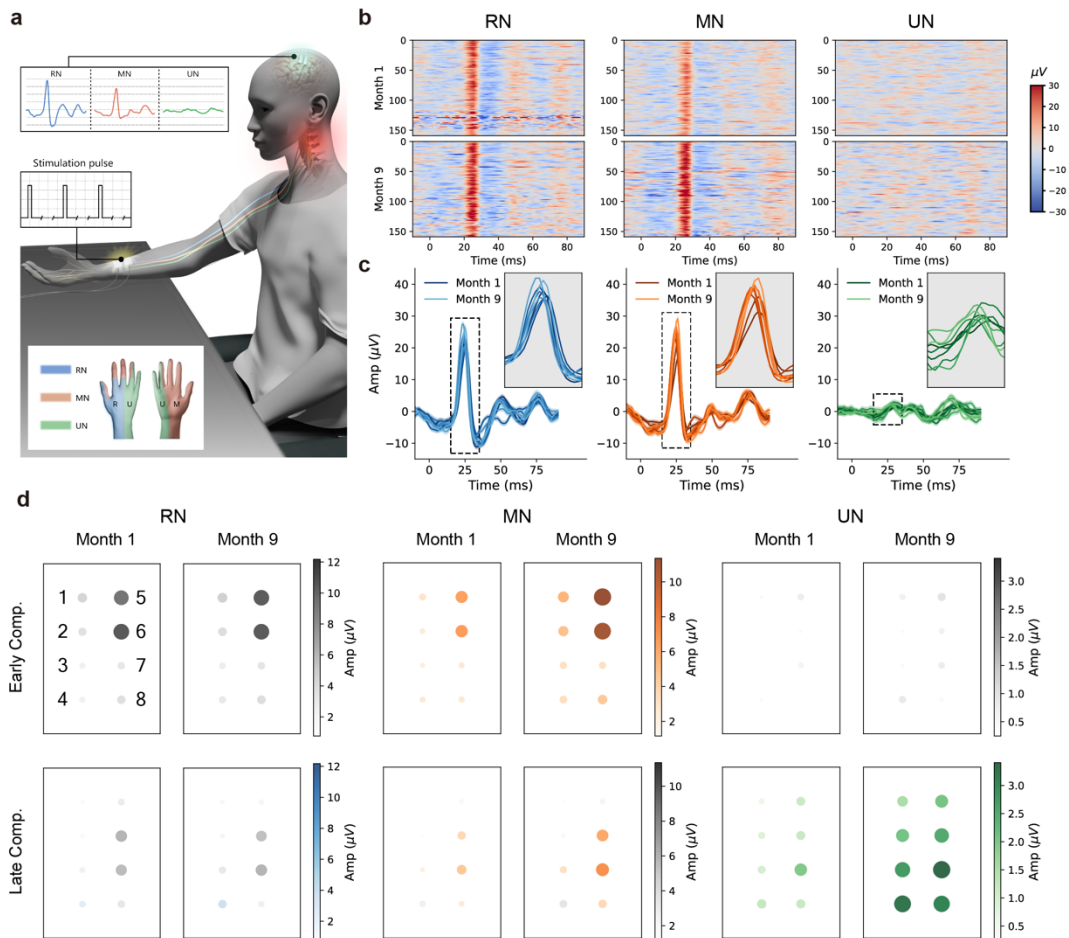 a
RN MN UN
Stimulation pulse
RN
MN
UN
R U U M
b
RN MN UN
Month 1
0
50
100
150
Month 9
0
50
100
150
0 20 40 60 80
Time (ms)
0 20 40 60 80
Time (ms)
0 20 40 60 80
Time (ms)
μV
30
20
10
0
−10
−20
−30
c
Amp (μV)
40
30
20
10
0
−10
Month 1
Month 9
0 25 50 75
Time (ms)
Month 1
Month 9
0 25 50 75
Time (ms)
Month 1
Month 9
0 25 50 75
Time (ms)
d
RN MN UN
Month 1 Month 9 Month 1 Month 9 Month 1 Month 9
Early Comp.
1 5
2 6
3 7
4 8
12
10
8
6
4
2
Amp (μV)
10
8
6
4
2
Amp (μV)
3.0
2.5
2.0
1.5
1.0
0.5
Amp (μV)
Late Comp.
12
10
8
6
4
2
Amp (μV)
10
8
6
4
2
Amp (μV)
3.0
2.5
2.0
1.5
1.0
0.5
Amp (μV)